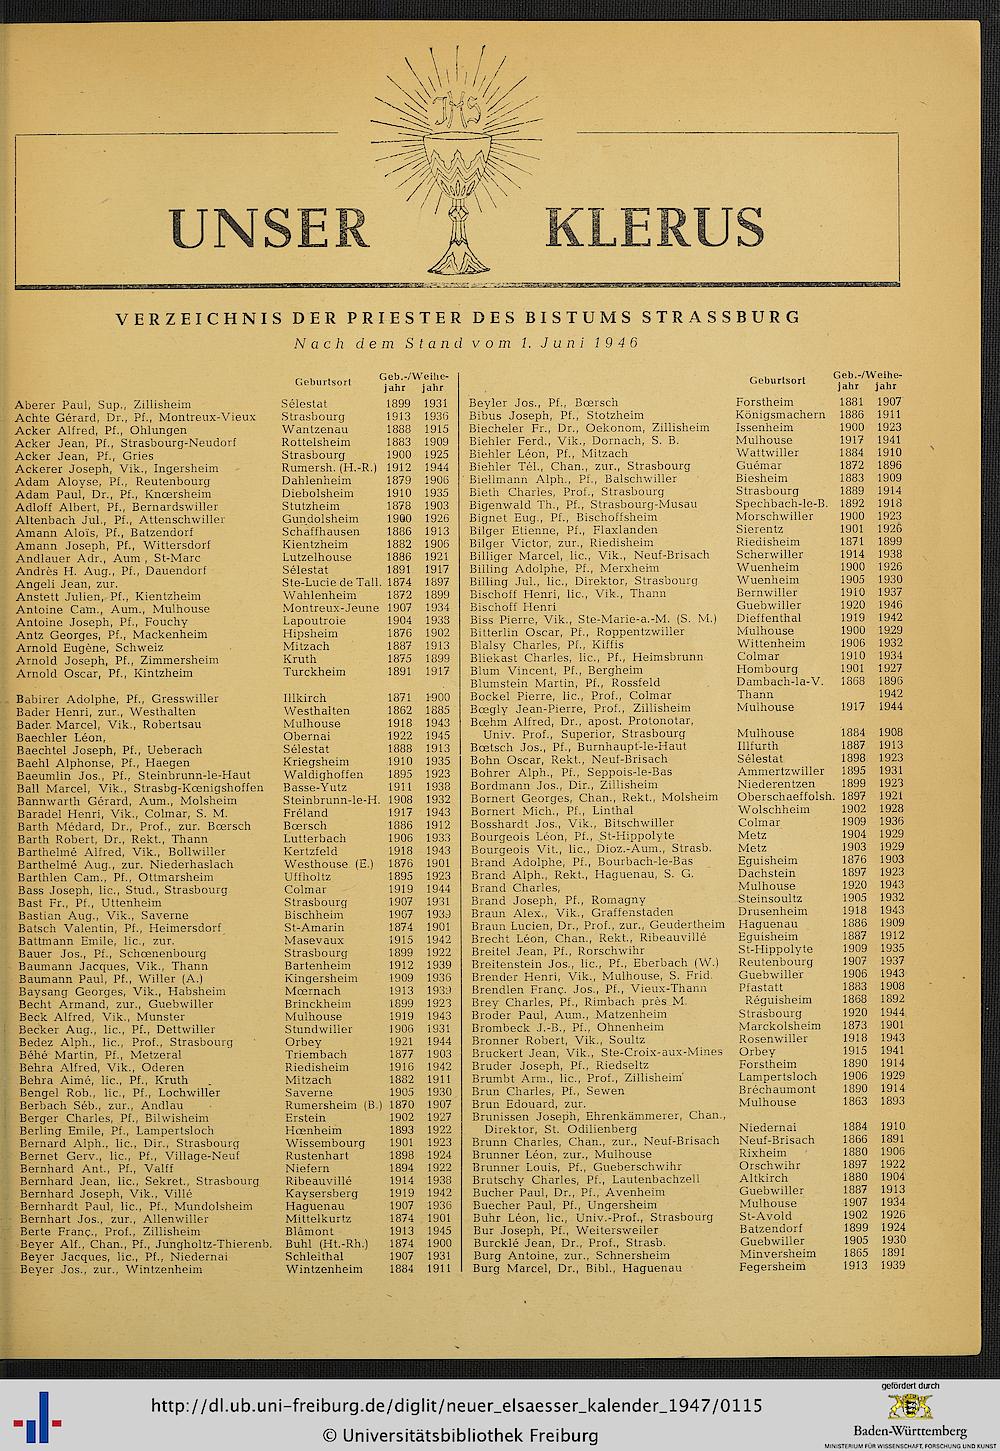 IHS
UNSER KLERUS
VERZEICHNIS DER PRIESTER DES BISTUMS STRASSBURG
Nach dem Stand vom 1. Juni 1946
Geburtsort Geb.-/Weihe-
jahr jahr
Aberer Paul, Sup., Zillisheim Sélestat 1899 1931
Achte Gérard, Dr., Pf., Montreux-Vieux Strasbourg 1913 1936
Acker Alfred, Pf., Ohlungen Wantzenau 1888 1915
Acker Jean, Pf., Strasbourg-Neudorf Rottelsheim 1883 1909
Acker Jean, Pf., Gries Strasbourg 1900 1925
Ackerer Joseph, Vik., Ingersheim Rumersh. (H.-R.) 1912 1944
Adam Aloyse, Pf., Reutenbourg Dahlenheim 1879 1906
Adam Paul, Dr., Pf., Knœrsheim Diebolsheim 1910 1935
Adloff Albert, Pf., Bernardswiller Stutzheim 1878 1903
Altenbach Jul., Pf., Attenschwiller Gundolsheim 1900 1926
Amann Aloïs, Pf., Batzendorf Schaffhausen 1886 1913
Amann Joseph, Pf., Wittersdorf Kientzheim 1882 1906
Andlauer Adr., Aum., St-Marc Lutzelhouse 1886 1921
Andrès H. Aug., Pf., Dauendorf Sélestat 1891 1917
Angeli Jean, zur. Ste-Lucie de Tall. 1874 1897
Anstett Julien, Pf., Kientzheim Wahlenheim 1872 1899
Antoine Cam., Aum., Mulhouse Montreux-Jeune 1907 1934
Antoine Joseph, Pf., Fouchy Lapoutroie 1904 1933
Antz Georges, Pf., Mackenheim Hipsheim 1876 1902
Arnold Eugène, Schweiz Mitzach 1887 1913
Arnold Joseph, Pf., Zimmersheim Kruth 1875 1899
Arnold Oscar, Pf., Kintzheim Turckheim 1891 1917
Babirer Adolphe, Pf., Gresswiller Illkirch 1871 1900
Bader Henri, zur., Westhalten Westhalten 1862 1885
Bader Marcel, Vik., Robertsau Mulhouse 1918 1943
Baechler Léon, Obernai 1922 1945
Baechtel Joseph, Pf., Ueberach Sélestat 1888 1913
Baehl Alphonse, Pf., Haegen Kriegsheim 1910 1935
Baeumlin Jos., Pf., Steinbrunn-le-Haut Waldighoffen 1895 1923
Ball Marcel, Vik., Strasbg-Kœnigshoffen Basse-Yutz 1911 1938
Bannwarth Gérard, Aum., Molsheim Steinbrunn-le-H. 1908 1932
Baradel Henri, Vik., Colmar, S. M. Fréland 1917 1943
Barth Médard, Dr., Prof., zur. Bœrsch Bœrsch 1886 1912
Barth Robert, Dr., Rekt., Thann Lutterbach 1906 1933
Barthelmé Alfred, Vik., Bollwiller Kertzfeld 1918 1943
Barthelmé Aug., zur. Niederhaslach Westhouse (E.) 1876 1901
Barthlen Cam., Pf., Ottmarsheim Uffholtz 1895 1923
Bass Joseph, lic., Stud., Strasbourg Colmar 1919 1944
Bast Fr., Pf., Uttenheim Strasbourg 1907 1931
Bastian Aug., Vik., Saverne Bischheim 1907 1930
Batsch Valentin, Pf., Heimersdorf St-Amarin 1874 1901
Battmann Emile, lic., zur. Masevaux 1915 1942
Bauer Jos., Pf., Schœnenbourg Strasbourg 1899 1922
Baumann Jacques, Vik., Thann Bartenheim 1912 1939
Baumann Paul, Pf., Willer (A.) Kingersheim 1909 1936
Baysang Georges, Vik., Habsheim Mœrnach 1913 1939
Becht Armand, zur., Guebwiller Brinckheim 1899 1923
Beck Alfred, Vik., Munster Mulhouse 1919 1943
Becker Aug., lic., Pf., Dettwiller Stundwiller 1906 1931
Bedez Alph., lic., Prof., Strasbourg Orbey 1921 1944
Béhé Martin, Pf., Metzeral Triembach 1877 1903
Behra Alfred, Vik., Oderen Riedisheim 1916 1942
Behra Aimé, lic., Pf., Kruth Mitzach 1882 1911
Bengel Rob., lic., Pf., Lochwiller Saverne 1905 1930
Berbach Séb., zur., Andlau Rumersheim (B.) 1870 1907
Berger Charles, Pf., Bilwisheim Erstein 1902 1927
Berling Emile, Pf., Lampertsloch Hœnheim 1893 1922
Bernard Alph., lic., Dir., Strasbourg Wissembourg 1901 1923
Bernet Gerv., lic., Pf., Village-Neuf Rustenhart 1898 1924
Bernhard Ant., Pf., Valff Niefern 1894 1922
Bernhard Jean, lic., Sekret., Strasbourg Ribeauvillé 1914 1938
Bernhard Joseph, Vik., Villé Kaysersberg 1919 1942
Bernhardt Paul, lic., Pf., Mundolsheim Haguenau 1907 1936
Bernhart Jos., zur., Allenwiller Mittelkurtz 1874 1901
Berte Franç., Prof., Zillisheim Blâmont 1913 1945
Beyer Alf., Chan., Pf., Jungholtz-Thierenb. Buhl (Ht.-Rh.) 1874 1900
Beyer Jacques, lic., Pf., Niedernai Schleithal 1907 1931
Beyer Jos., zur., Wintzenheim Wintzenheim 1884 1911
Geburtsort Geb.-/Weihe-
jahr jahr
Beyler Jos., Pf., Bœrsch Forstheim 1881 1907
Bibus Joseph, Pf., Stotzheim Königsmachern 1886 1911
Biecheler Fr., Dr., Oekonom, Zillisheim Issenheim 1900 1923
Biehler Ferd., Vik., Dornach, S. B. Mulhouse 1917 1941
Biehler Léon, Pf., Mitzach Wattwiller 1884 1910
Biehler Tél., Chan., zur., Strasbourg Guémar 1872 1896
Biellmann Alph., Pf., Balschwiller Biesheim 1883 1909
Bieth Charles, Prof., Strasbourg Strasbourg 1889 1914
Bigenwald Th., Pf., Strasbourg-Musau Spechbach-le-B. 1892 1918
Bignet Eug., Pf., Bischoffsheim Morschwiller 1900 1923
Bilger Etienne, Pf., Flaxlanden Sierentz 1901 1926
Bilger Victor, zur., Riedisheim Riedisheim 1871 1899
Billiger Marcel, lic., Vik., Neuf-Brisach Scherwiller 1914 1938
Billing Adolphe, Pf., Merxheim Wuenheim 1900 1926
Billing Jul., lic., Direktor, Strasbourg Wuenheim 1905 1930
Bischoff Henri, lic., Vik., Thann Bernwiller 1910 1937
Bischoff Henri Guebwiller 1920 1946
Biss Pierre, Vik., Ste-Marie-a.-M. (S. M.) Dieffenthal 1919 1942
Bitterlin Oscar, Pf., Roppentzwiller Mulhouse 1900 1929
Blalsy Charles, Pf., Kiffis Wittenheim 1906 1932
Bliekast Charles, lic., Pf., Heimsbrunn Colmar 1910 1934
Blum Vincent, Pf., Bergheim Hombourg 1901 1927
Blumstein Martin, Pf., Rossfeld Dambach-la-V. 1868 1896
Bockel Pierre, lic., Prof., Colmar Thann 1942
Bœgly Jean-Pierre, Prof., Zillisheim Mulhouse 1917 1944
Bœhm Alfred, Dr., apost. Protonotar,
Univ. Prof., Superior, Strasbourg Mulhouse 1884 1908
Bœtsch Jos., Pf., Burnhaupt-le-Haut Illfurth 1887 1913
Bohn Oscar, Rekt., Neuf-Brisach Sélestat 1898 1923
Bohrer Alph., Pf., Seppois-le-Bas Ammertzwiller 1895 1931
Bordmann Jos., Dir., Zillisheim Niederentzen 1899 1923
Bornert Georges, Chan., Rekt., Molsheim Oberschaeffolsh. 1897 1921
Bornert Mich., Pf., Linthal Wolschheim 1902 1928
Bosshardt Jos., Vik., Bitschwiller Colmar 1909 1936
Bourgeois Léon, Pf., St-Hippolyte Metz 1904 1929
Bourgeois Vit., lic., Dioz.-Aum., Strasb. Metz 1903 1929
Brand Adolphe, Pf., Bourbach-le-Bas Eguisheim 1876 1903
Brand Alph., Rekt., Haguenau, S. G. Dachstein 1897 1923
Brand Charles, Mulhouse 1920 1943
Brand Joseph, Pf., Romagny Steinsoultz 1905 1932
Braun Alex., Vik., Graffenstaden Drusenheim 1918 1943
Braun Lucien, Dr., Prof., zur., Geudertheim Haguenau 1886 1909
Brecht Léon, Chan., Rekt., Ribeauvillé Eguisheim 1887 1912
Breitel Jean, Pf., Rorschwihr St-Hippolyte 1909 1935
Breitenstein Jos., lic., Pf., Eberbach (W.) Reutenbourg 1907 1937
Brender Henri, Vik., Mulhouse, S. Frid. Guebwiller 1906 1943
Brendlen Franç. Jos., Pf., Vieux-Thann Pfastatt 1883 1908
Brey Charles, Pf., Rimbach près M. Réguisheim 1868 1892
Broder Paul, Aum., Matzenheim Strasbourg 1920 1944
Brombeck J.-B., Pf., Ohnenheim Marckolsheim 1873 1901
Bronner Robert, Vik., Soultz Rosenwiller 1918 1943
Bruckert Jean, Vik., Ste-Croix-aux-Mines Orbey 1915 1941
Bruder Joseph, Pf., Riedseltz Forstheim 1890 1914
Brumbt Arm., lic., Prof., Zillisheim Lampertsloch 1906 1929
Brun Charles, Pf., Sewen Bréchaumont 1890 1914
Brun Edouard, zur. Mulhouse 1863 1893
Brunissen Joseph, Ehrenkämmerer, Chan.,
Direktor, St. Odilienberg Niedernai 1884 1910
Brunn Charles, Chan., zur., Neuf-Brisach Neuf-Brisach 1866 1891
Brunner Léon, zur., Mulhouse Rixheim 1880 1906
Brunner Louis, Pf., Gueberschwihr Orschwihr 1897 1922
Brutschy Charles, Pf., Lautenbachzell Altkirch 1880 1904
Bucher Paul, Dr., Pf., Avenheim Guebwiller 1887 1913
Buecher Paul, Pf., Ungersheim Mulhouse 1907 1934
Buhr Léon, lic., Univ.-Prof., Strasbourg St-Avold 1902 1926
Bur Joseph, Pf., Weitersweiler Batzendorf 1899 1924
Burcklé Jean, Dr., Prof., Strasb. Guebwiller 1905 1930
Burg Antoine, zur., Schnersheim Minversheim 1865 1891
Burg Marcel, Dr., Bibl., Haguenau Fegersheim 1913 1939
http://dl.ub.uni-freiburg.de/diglit/neuer_elsaesser_kalender_1947/0115
© Universitätsbibliothek Freiburg
gefördert durch
Baden-Württemberg
MINISTERIUM FÜR WISSENSCHAFT, FORSCHUNG UND KUNST